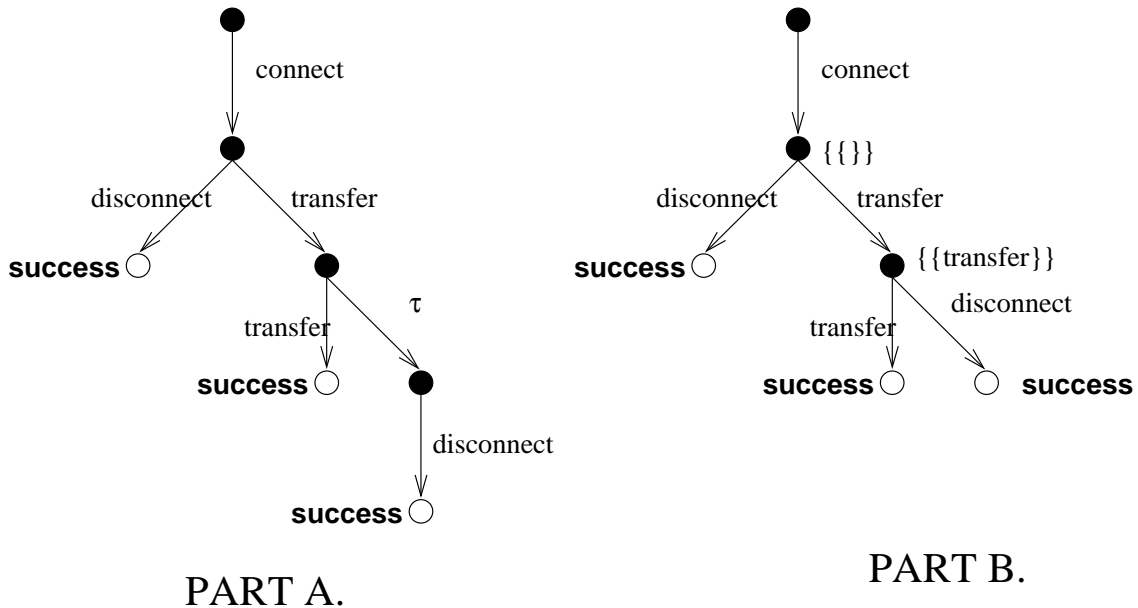 connect
disconnect
transfer
success
transfer
τ
success
disconnect
success
PART A.
connect
{{}}
disconnect
transfer
success
{{transfer}}
disconnect
transfer
success
success
PART B.